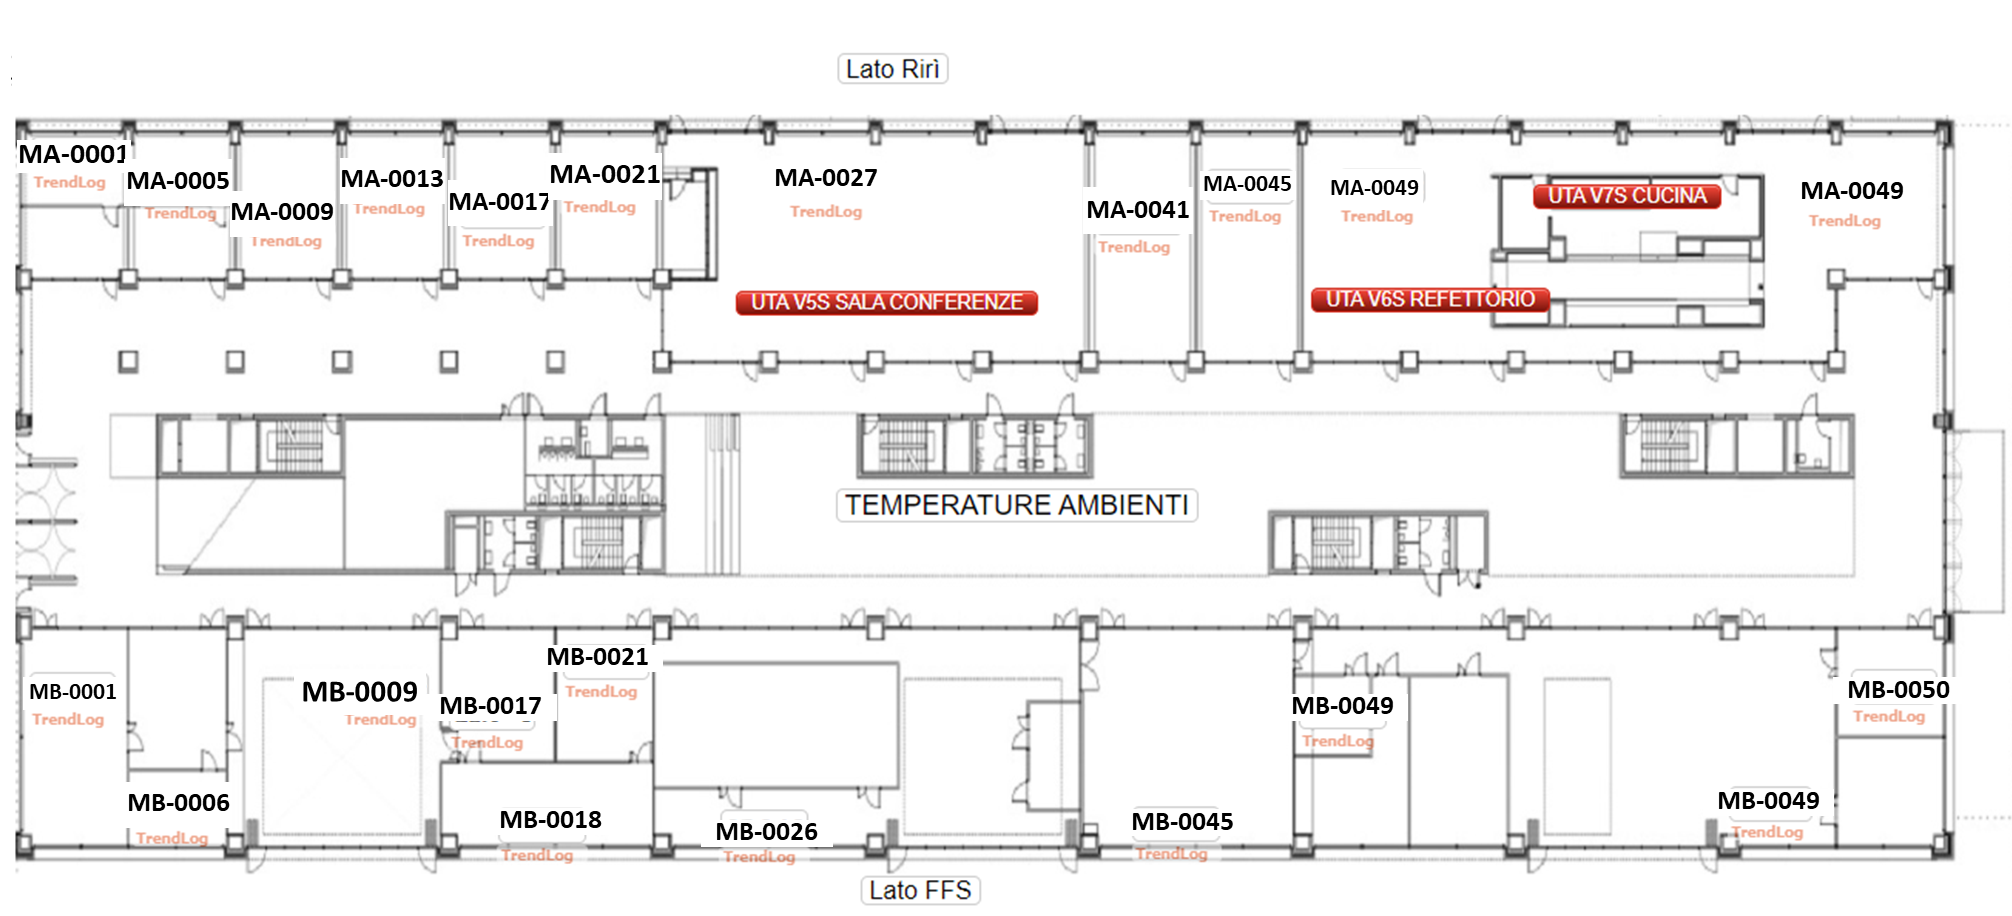 Lato Rirì
MA-0001
TrendLog
MA-0005
TrendLog
MA-0009
TrendLog
MA-0013
TrendLog
MA-0017
TrendLog
MA-0021
TrendLog
MA-0027
TrendLog
UTA V5S SALA CONFERENZE
MA-0041
TrendLog
MA-0045
TrendLog
MA-0049
TrendLog
UTA V7S CUCINA
UTA V6S REFETTORIO
MA-0049
TrendLog
TEMPERATURE AMBIENTI
MB-0001
TrendLog
MB-0006
TrendLog
MB-0009
TrendLog
MB-0017
TrendLog
MB-0021
TrendLog
MB-0018
TrendLog
MB-0026
TrendLog
MB-0045
TrendLog
MB-0049
TrendLog
MB-0049
TrendLog
MB-0050
TrendLog
Lato FFS